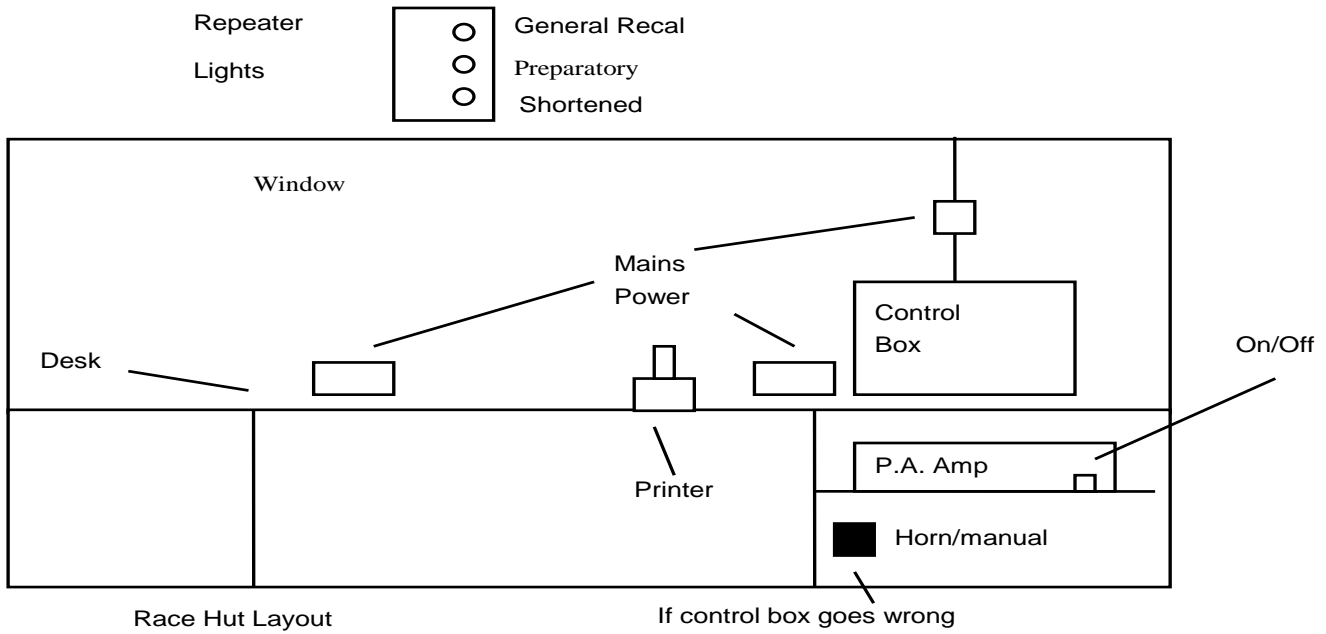 Repeater
General Recal
Lights
Preparatory
Shortened
Window
Mains
Power
Control
Box
On/Off
Desk
P.A. Amp
Printer
Horn/manual
Race Hut Layout
If control box goes wrong